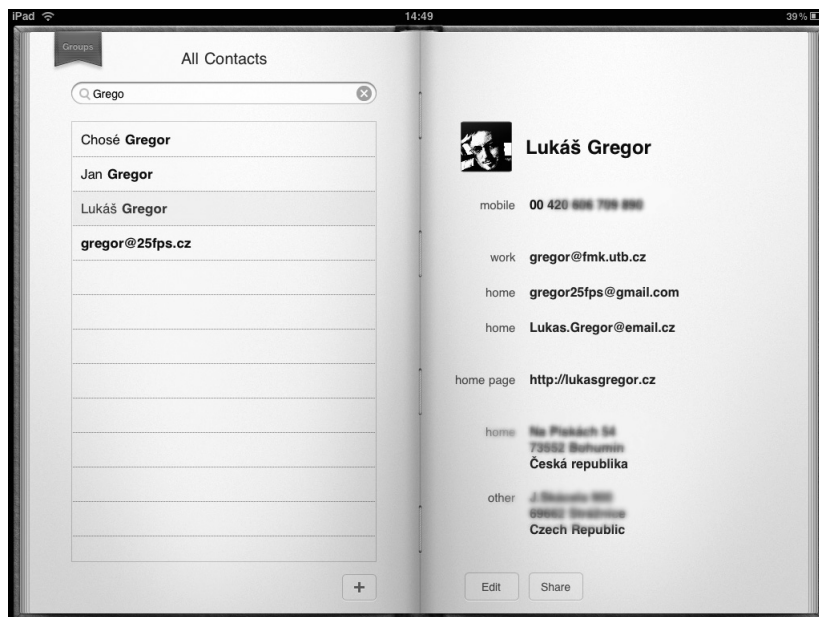 iPad 14:49 39 %
Groups
All Contacts
Grego
Chosé Gregor
Jan Gregor
Lukáš Gregor
gregor@25fps.cz
+
Lukáš Gregor
mobile 00 420
work gregor@fmk.utb.cz
home gregor25fps@gmail.com
home Lukas.Gregor@email.cz
home page http://lukasgregor.cz
home
Česká republika
other
Czech Republic
Edit Share